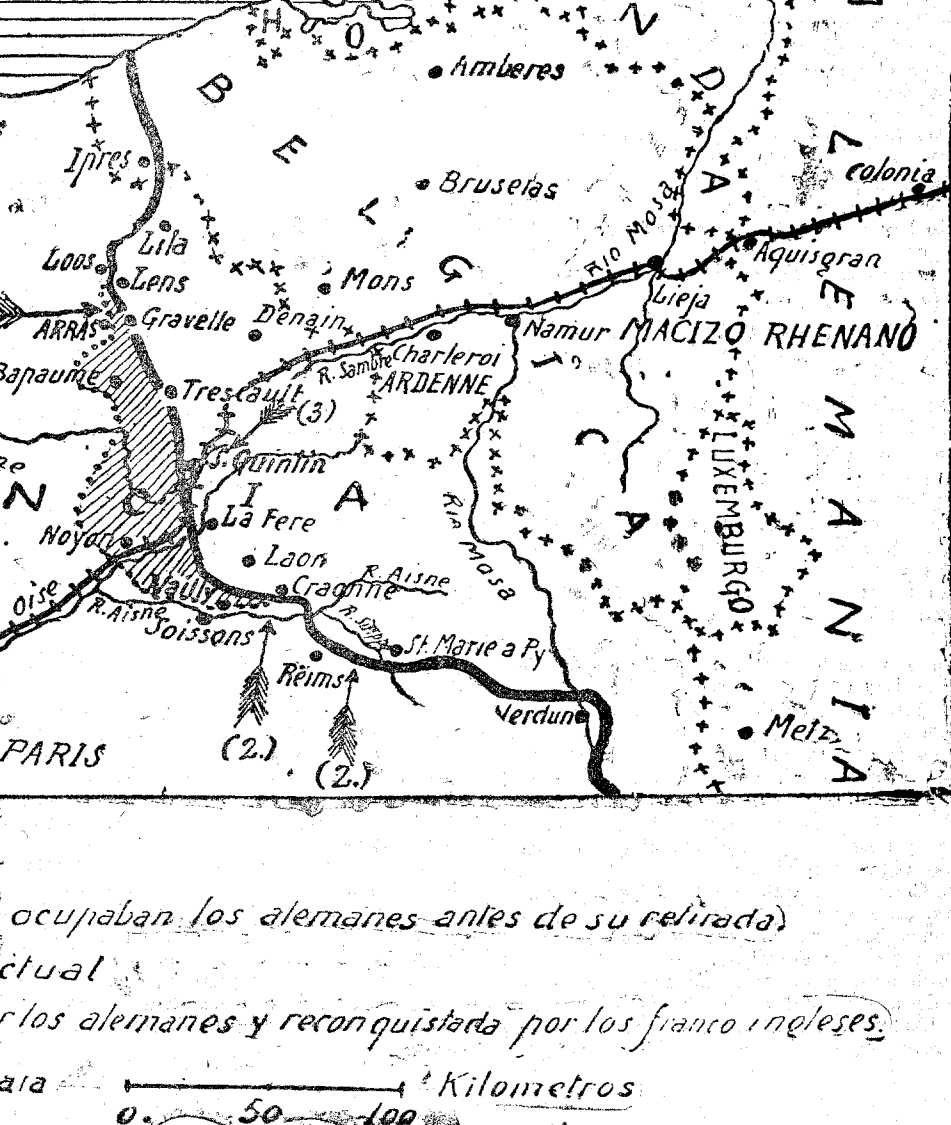 H O N D A
Amberes
BELGICA
Ipres
Bruselas
Colonia
Rio Mosa
Lila
Loos
Lens
Mons
Aquisgran
Lieja
ARRAS
Gravelle
Denain
Namur
MACIZO RHENANO
Charleroi
R. Sambre
ARDENNE
Bapaume
Trescault
(3)
S. Quintin
N C I A
La Fere
Noyon
Laon
Rio Mosa
LUXEMBURGO
L E M A N I A
Oise
R. Aisne
Craonne
R. Aisne
Soissons
St. Marie a Py
Reims
Verdun
Metz
PARIS
(2.)
(2.)
ocupaban los alemanes antes de su retirada)
ctual
r los alemanes y reconquistada por los franco ingleses.
ala Kilometros
0. 50 100